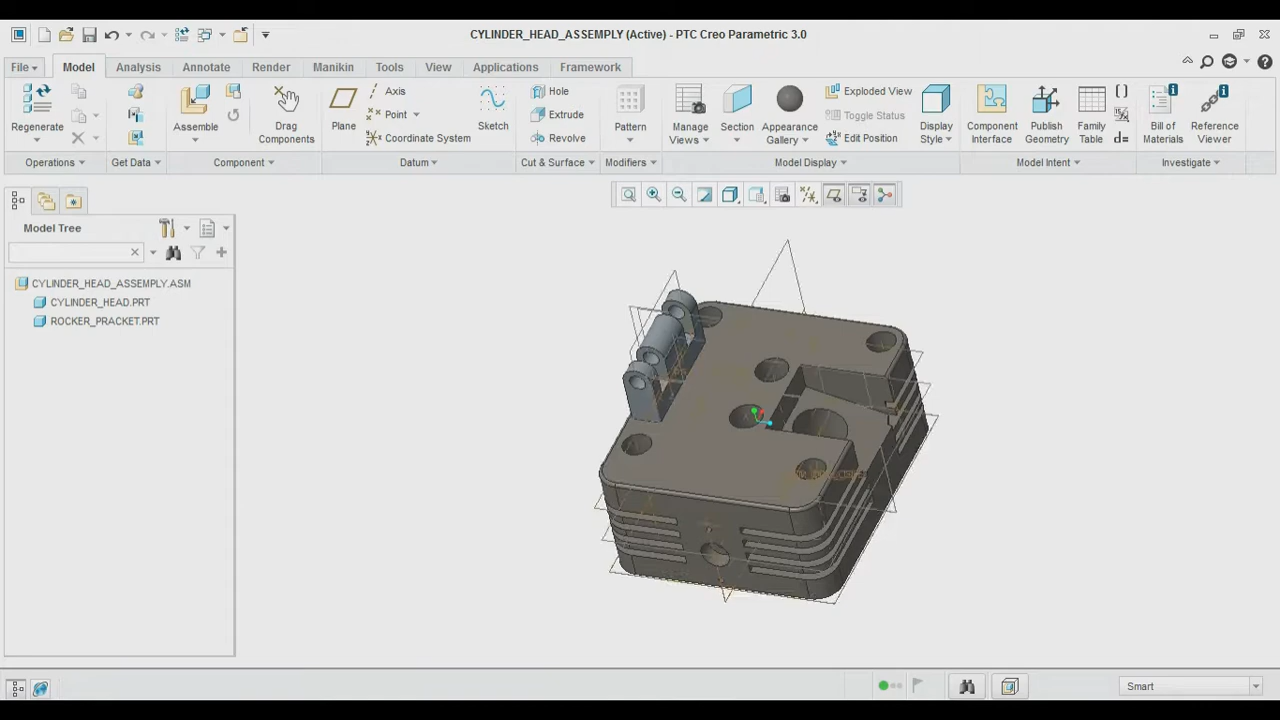 CYLINDER_HEAD_ASSEMPLY (Active) - PTC Creo Parametric 3.0
File Model Analysis Annotate Render Manikin Tools View Applications Framework
Regenerate
Assemble
Drag
Components
Plane
Axis
Point
Coordinate System
Sketch
Hole
Extrude
Revolve
Pattern
Manage
Views
Section
Appearance
Gallery
Exploded View
Toggle Status
Edit Position
Display
Style
Component
Interface
Publish
Geometry
Family
Table
Bill of
Materials
Reference
Viewer
Operations Get Data Component Datum Cut & Surface Modifiers Model Display Model Intent Investigate
Model Tree
CYLINDER_HEAD_ASSEMPLY.ASM
CYLINDER_HEAD.PRT
ROCKER_PRACKET.PRT
Smart